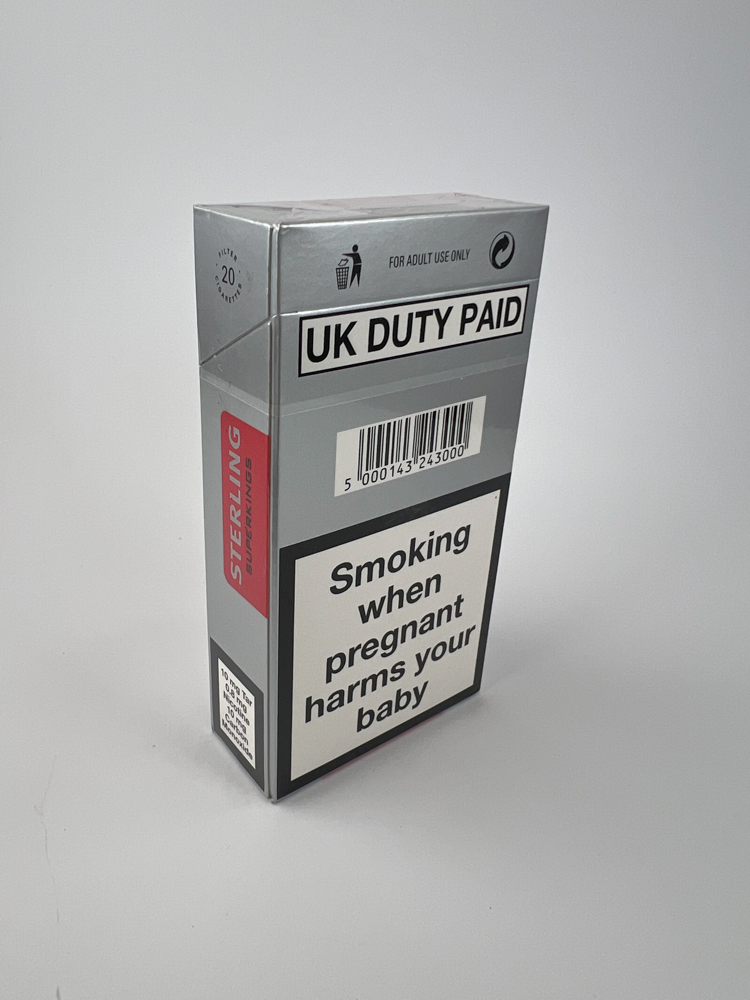 FILTER
20
CIGARETTES
FOR ADULT USE ONLY
UK DUTY PAID
5 000143 243000
STERLING
SUPERKINGS
Smoking
when
pregnant
harms your
baby
10 mg Tar
0,9 mg
Nicotine
10 mg
Carbon
Monoxide